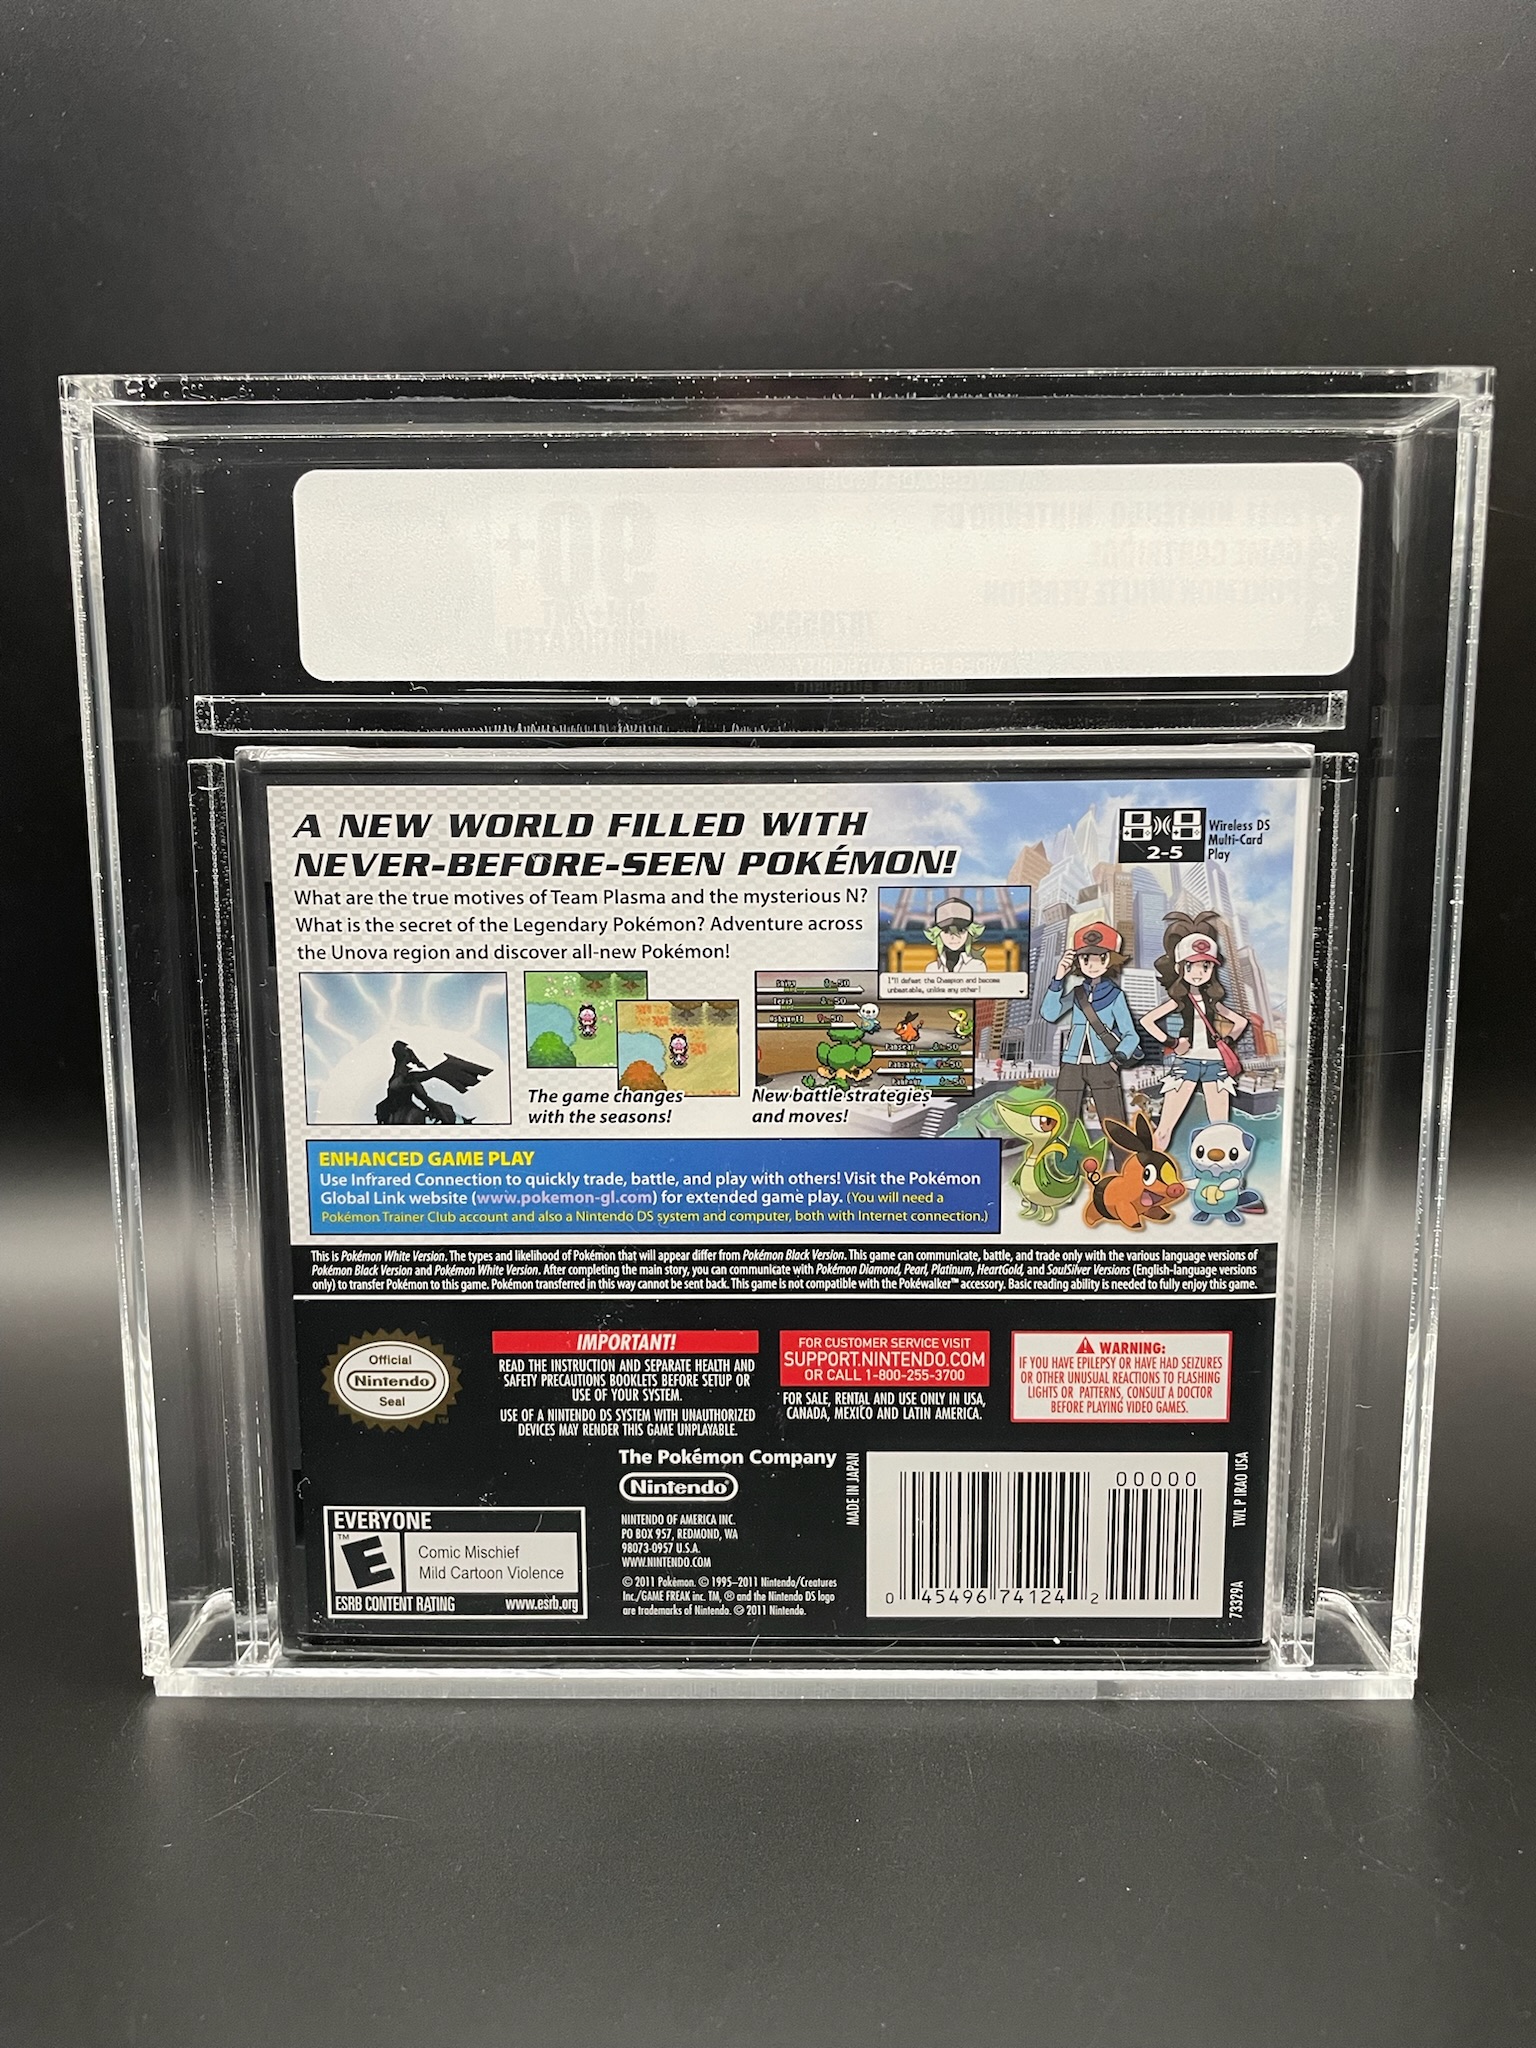 90+
A NEW WORLD FILLED WITH
NEVER-BEFORE-SEEN POKÉMON!
What are the true motives of Team Plasma and the mysterious N?
What is the secret of the Legendary Pokémon? Adventure across
the Unova region and discover all-new Pokémon!
2-5
Wireless DS
Multi-Card
Play
I'll defeat the Champion and become
unbeatable, unlike any other!
The game changes
with the seasons!
New battle strategies
and moves!
ENHANCED GAME PLAY
Use Infrared Connection to quickly trade, battle, and play with others! Visit the Pokémon
Global Link website (www.pokemon-gl.com) for extended game play. (You will need a
Pokémon Trainer Club account and also a Nintendo DS system and computer, both with Internet connection.)
This is Pokémon White Version. The types and likelihood of Pokémon that will appear differ from Pokémon Black Version. This game can communicate, battle, and trade only with the various language versions of
Pokémon Black Version and Pokémon White Version. After completing the main story, you can communicate with Pokémon Diamond, Pearl, Platinum, HeartGold, and SoulSilver Versions (English-language versions
only) to transfer Pokémon to this game. Pokémon transferred in this way cannot be sent back. This game is not compatible with the Pokéwalker™ accessory. Basic reading ability is needed to fully enjoy this game.
Official
Nintendo
Seal
TM
IMPORTANT!
READ THE INSTRUCTION AND SEPARATE HEALTH AND
SAFETY PRECAUTIONS BOOKLETS BEFORE SETUP OR
USE OF YOUR SYSTEM.
USE OF A NINTENDO DS SYSTEM WITH UNAUTHORIZED
DEVICES MAY RENDER THIS GAME UNPLAYABLE.
FOR CUSTOMER SERVICE VISIT
SUPPORT.NINTENDO.COM
OR CALL 1-800-255-3700
FOR SALE, RENTAL AND USE ONLY IN USA,
CANADA, MEXICO AND LATIN AMERICA.
WARNING:
IF YOU HAVE EPILEPSY OR HAVE HAD SEIZURES
OR OTHER UNUSUAL REACTIONS TO FLASHING
LIGHTS OR PATTERNS, CONSULT A DOCTOR
BEFORE PLAYING VIDEO GAMES.
The Pokémon Company
Nintendo®
NINTENDO OF AMERICA INC.
PO BOX 957, REDMOND, WA
98073-0957 U.S.A.
WWW.NINTENDO.COM
© 2011 Pokémon. © 1995–2011 Nintendo/Creatures
Inc./GAME FREAK inc. TM, ® and the Nintendo DS logo
are trademarks of Nintendo. © 2011 Nintendo.
EVERYONE
TM
E
Comic Mischief
Mild Cartoon Violence
ESRB CONTENT RATING www.esrb.org
MADE IN JAPAN
00000
0 45496 74124 2
TWL P IRAO USA
73329A